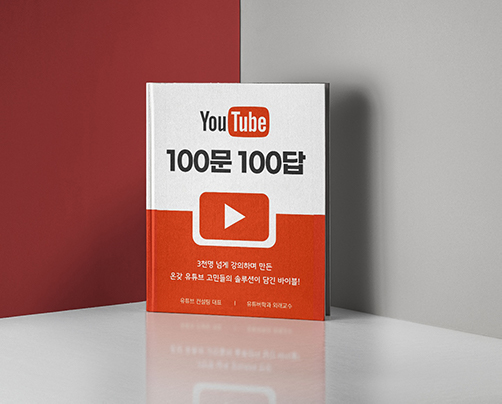 YouTube
100문 100답
3천명 넘게 강의하며 만든
온갖 유튜브 고민들의 솔루션이 담긴 바이블!
유튜브 컨설팅 대표 | 유튜버학과 외래교수